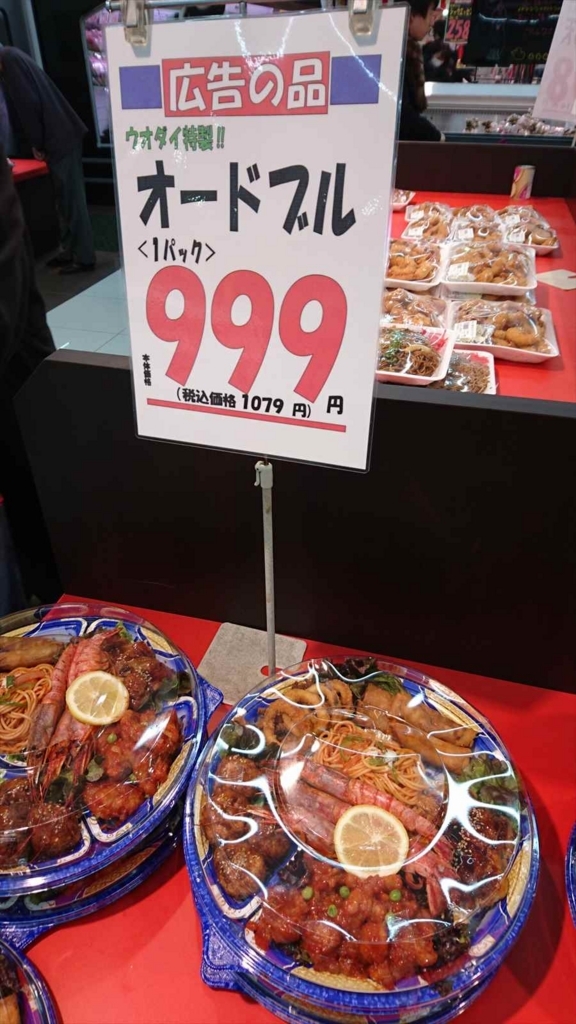 広告の品
ウオダイ特製!!
オードブル
<1パック>
本体価格
999
円
(税込価格 1079 円)
258